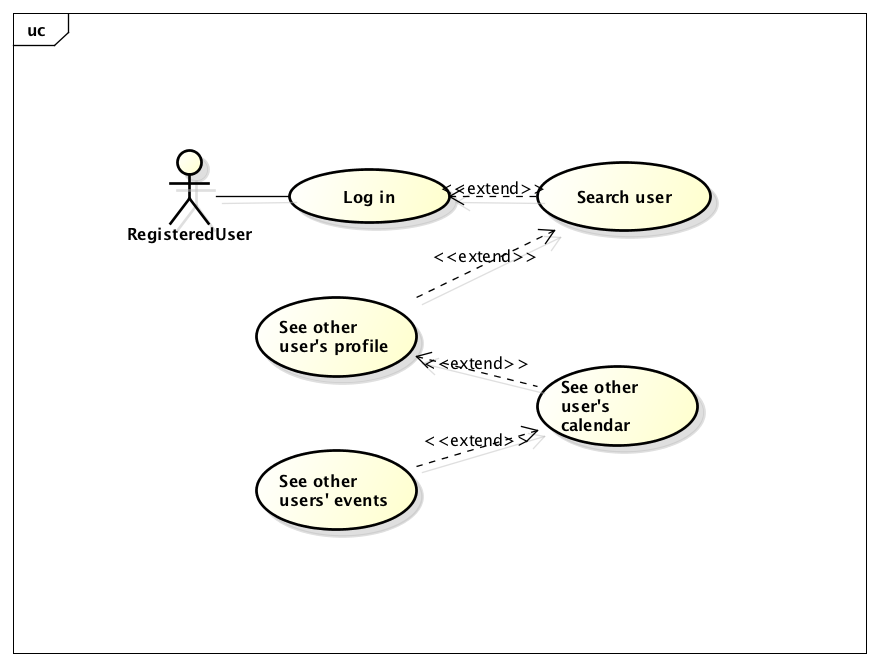 uc
Log in
<<extend>>
Search user
RegisteredUser
<<extend>>
See other
user's profile
<<extend>>
See other
user's
calendar
<<extend>>
See other
users' events